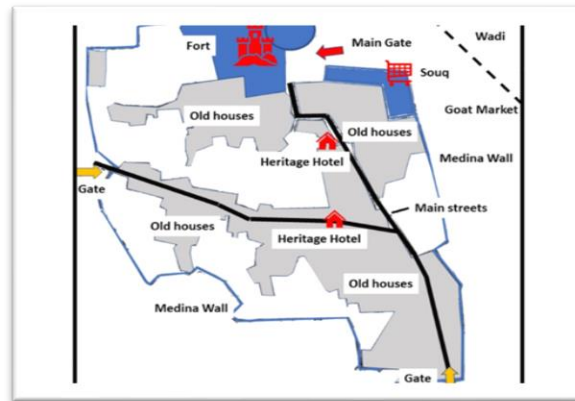 Wadi
Fort
Main Gate
Souq
Goat Market
Old houses
Old houses
Heritage Hotel
Medina Wall
Gate
Main streets
Old houses
Heritage Hotel
Old houses
Medina Wall
Gate